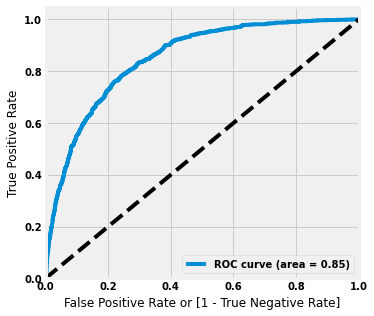 1.0
0.8
0.6
0.4
0.2
0.0
True Positive Rate
ROC curve (area = 0.85)
0.0 0.2 0.4 0.6 0.8 1.0
False Positive Rate or [1 - True Negative Rate]